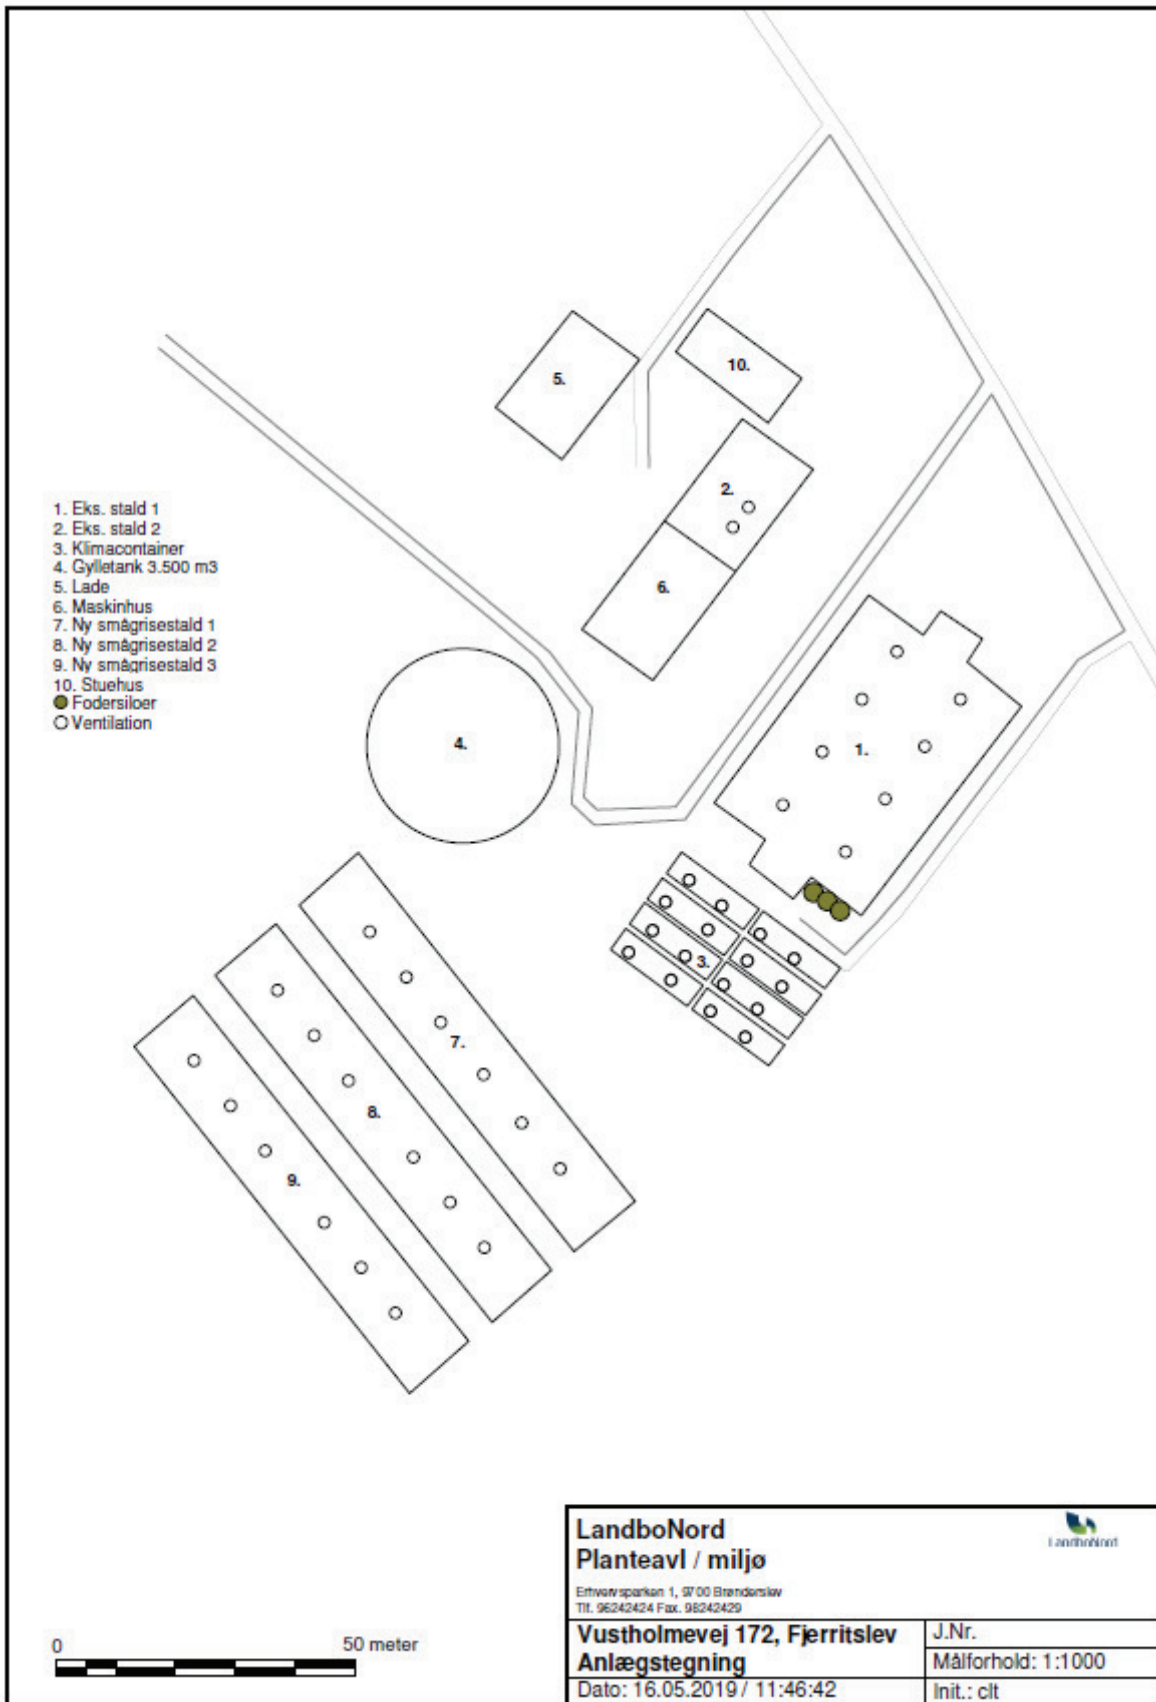 10.
5.
2.
1. Eks. stald 1
2. Eks. stald 2
3. Klimacontainer
4. Gylletank 3.500 m3
5. Lade
6. Maskinhus
7. Ny smågrisestald 1
8. Ny smågrisestald 2
9. Ny smågrisestald 3
10. Stuehus
Fodersiloer
Ventilation
6.
4.
1.
3.
7.
8.
9.
LandboNord
Planteavl / miljø
LandboNord
Erhvervsparken 1, 9700 Brønderslev
Tlf. 96242424 Fax. 98242429
Vustholmevej 172, Fjerritslev
Anlægstegning
J.Nr.
Målforhold: 1:1000
Dato: 16.05.2019 / 11:46:42
Init.: clt
0
50 meter